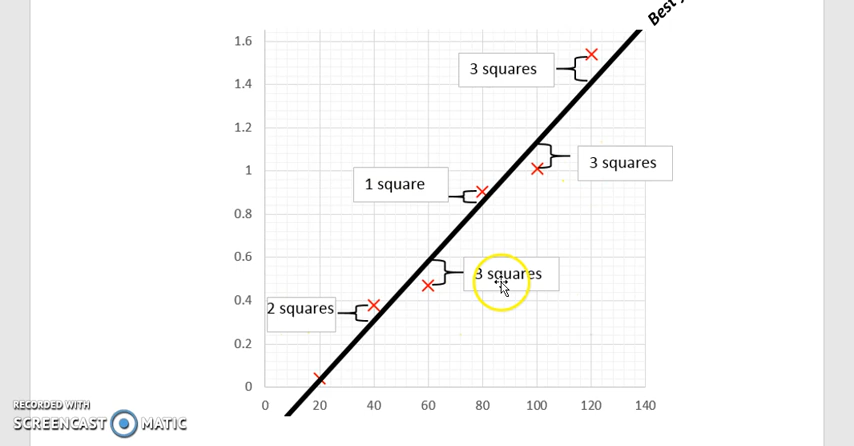 Best
1.6
3 squares
1.4
1.2
3 squares
1
1 square
0.8
0.6
3 squares
0.4
2 squares
0.2
0
0 20 40 60 80 100 120 140
RECORDED WITH
SCREENCAST MATIC